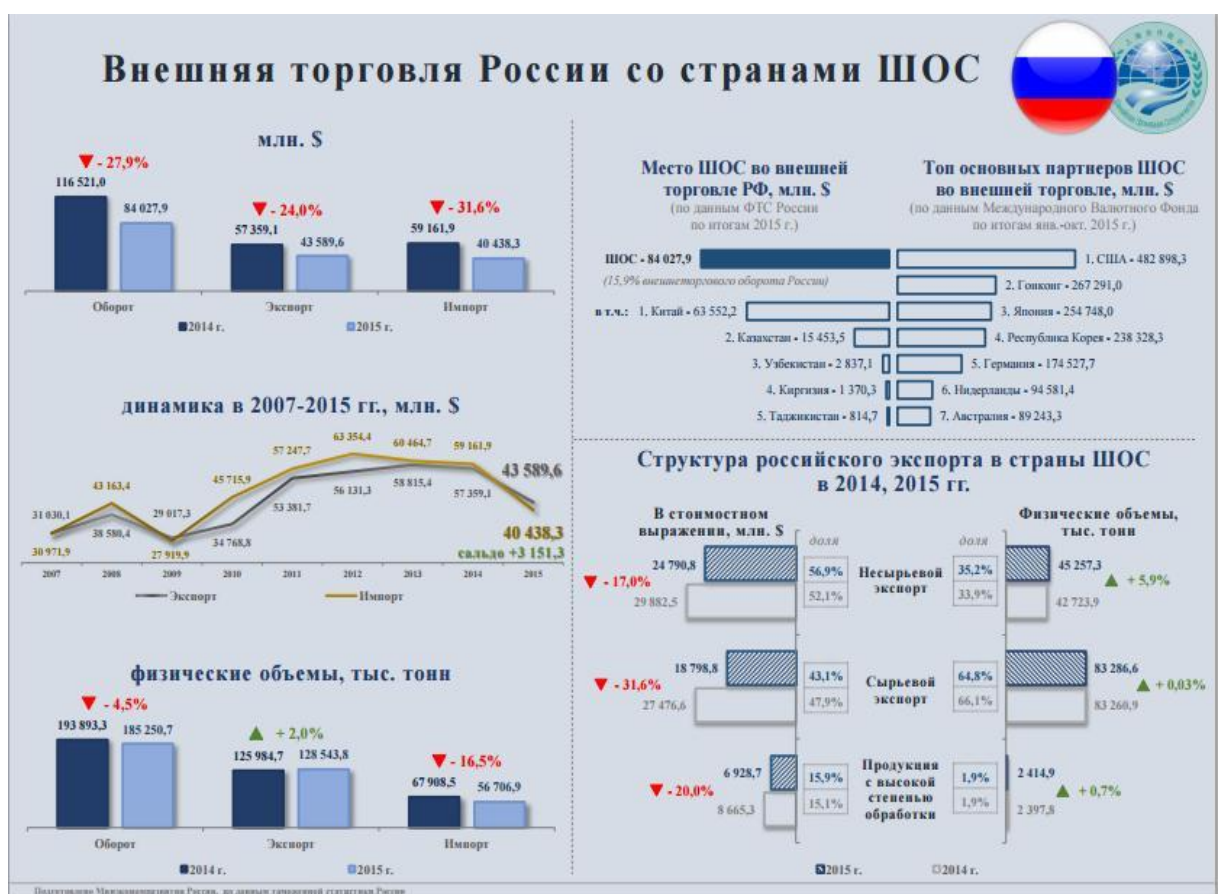 Внешняя торговля России со странами ШОС
млн. $
▼ - 27,9%
116 521,0
84 027,9
▼ - 24,0%
57 359,1
43 589,6
▼ - 31,6%
59 161,9
40 438,3
Оборот
Экспорт
Импорт
2014 г.
2015 г.
динамика в 2007-2015 гг., млн. $
31 030,1
30 971,9
43 163,4
38 580,4
29 017,3
27 919,9
45 715,9
34 768,8
57 247,7
53 381,7
63 354,4
56 131,3
60 464,7
58 815,4
59 161,9
57 359,1
43 589,6
40 438,3
сальдо +3 151,3
2007 2008 2009 2010 2011 2012 2013 2014 2015
Экспорт
Импорт
физические объемы, тыс. тонн
▼ - 4,5%
193 893,3
185 250,7
▲ + 2,0%
125 984,7
128 543,8
▼ - 16,5%
67 908,5
56 706,9
Оборот
Экспорт
Импорт
2014 г.
2015 г.
Место ШОС во внешней
торговле РФ, млн. $
(по данным ФТС России
по итогам 2015 г.)
ШОС - 84 027,9
(15,9% внешнеторгового оборота России)
в т.ч.: 1. Китай - 63 552,2
2. Казахстан - 15 453,5
3. Узбекистан - 2 837,1
4. Киргизия - 1 370,3
5. Таджикистан - 814,7
Топ основных партнеров ШОС
во внешней торговле, млн. $
(по данным Международного Валютного Фонда
по итогам янв.-окт. 2015 г.)
1. США - 482 898,3
2. Гонконг - 267 291,0
3. Япония - 254 748,0
4. Республика Корея - 238 328,3
5. Германия - 174 527,7
6. Нидерланды - 94 581,4
7. Австралия - 89 243,3
Структура российского экспорта в страны ШОС
в 2014, 2015 гг.
В стоимостном
выражении, млн. $
Физические объемы,
тыс. тонн
доля
доля
24 790,8
▼ - 17,0%
29 882,5
56,9%
52,1%
Несырьевой
экспорт
35,2%
33,9%
45 257,3
▲ + 5,9%
42 723,9
18 798,8
▼ - 31,6%
27 476,6
43,1%
47,9%
Сырьевой
экспорт
64,8%
66,1%
83 286,6
▲ + 0,03%
83 260,9
6 928,7
▼ - 20,0%
8 665,3
15,9%
15,1%
Продукция
с высокой
степенью
обработки
1,9%
1,9%
2 414,9
▲ + 0,7%
2 397,8
2015 г.
2014 г.
Подготовлено Минэкономразвития России, по данным таможенной статистики России